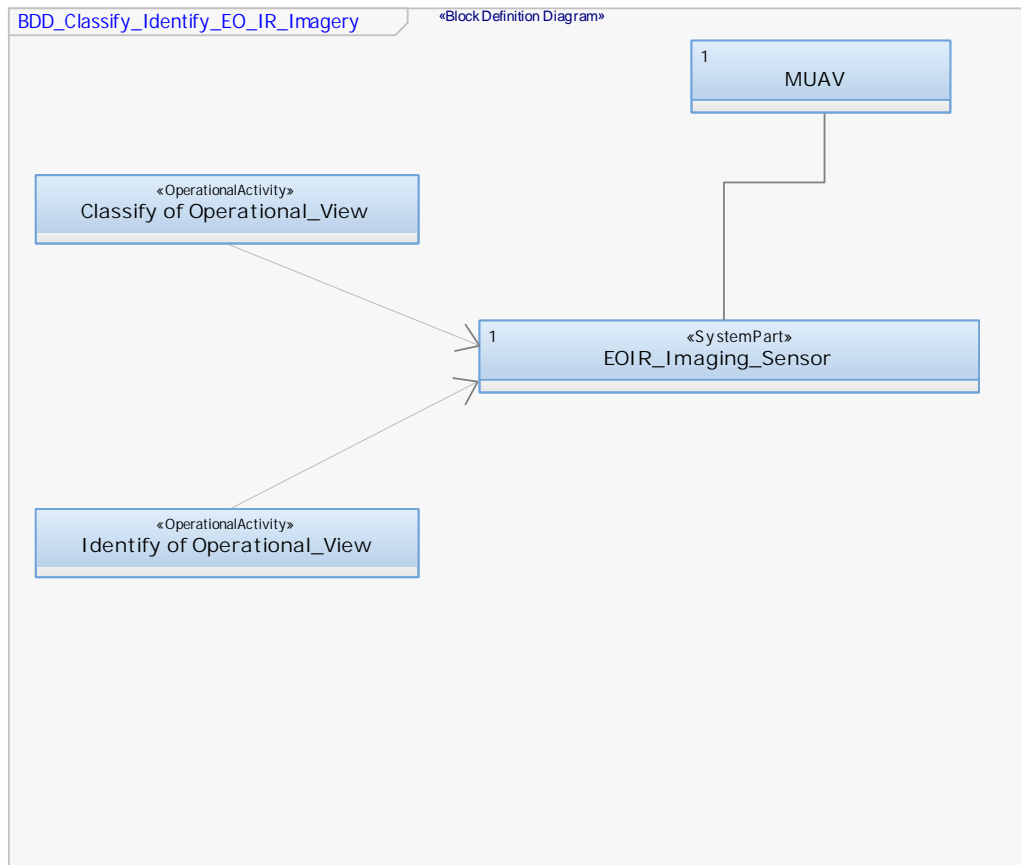 BDD_Classify_Identify_EO_IR_Imagery
«Block Definition Diagram»
1
MUAV
«OperationalActivity»
Classify of Operational_View
1
«SystemPart»
EOIR_Imaging_Sensor
«OperationalActivity»
Identify of Operational_View